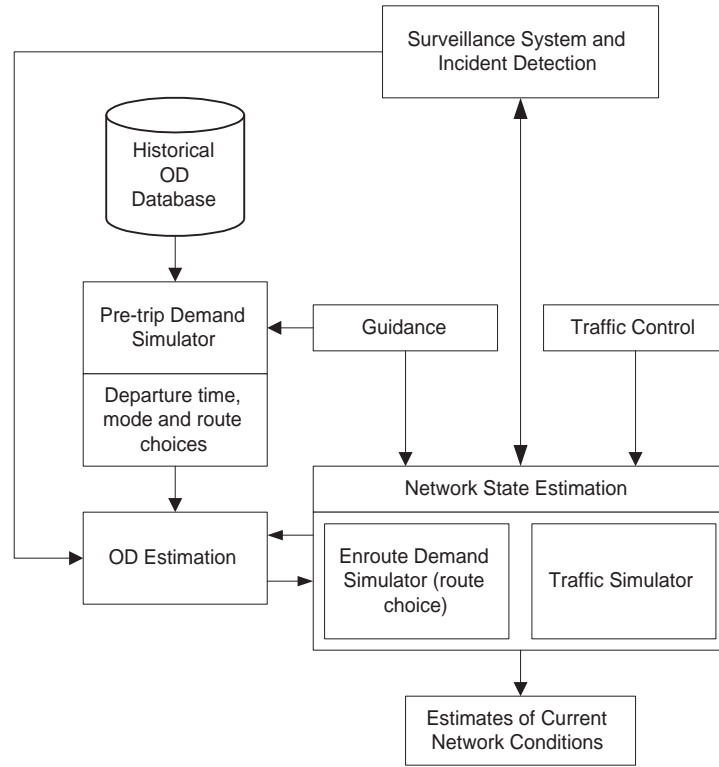 Surveillance System and
Incident Detection
Historical
OD
Database
Pre-trip Demand
Simulator
Guidance
Traffic Control
Departure time,
mode and route
choices
Network State Estimation
OD Estimation
Enroute Demand
Simulator (route
choice)
Traffic Simulator
Estimates of Current
Network Conditions